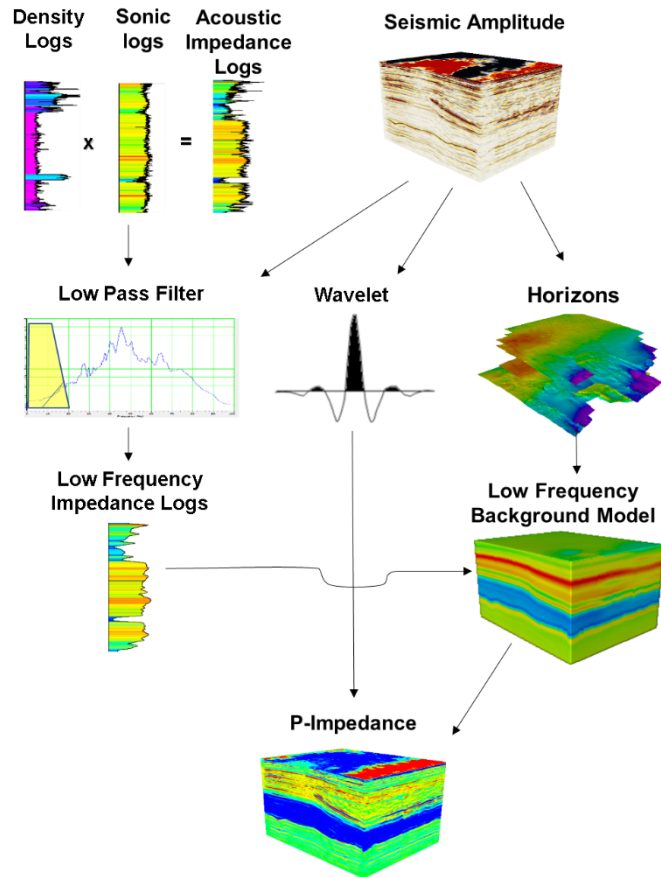 Density
Logs
Sonic
logs
Acoustic
Impedance
Logs
Seismic Amplitude
x
=
Low Pass Filter
Wavelet
Horizons
Low Frequency
Impedance Logs
Low Frequency
Background Model
P-Impedance